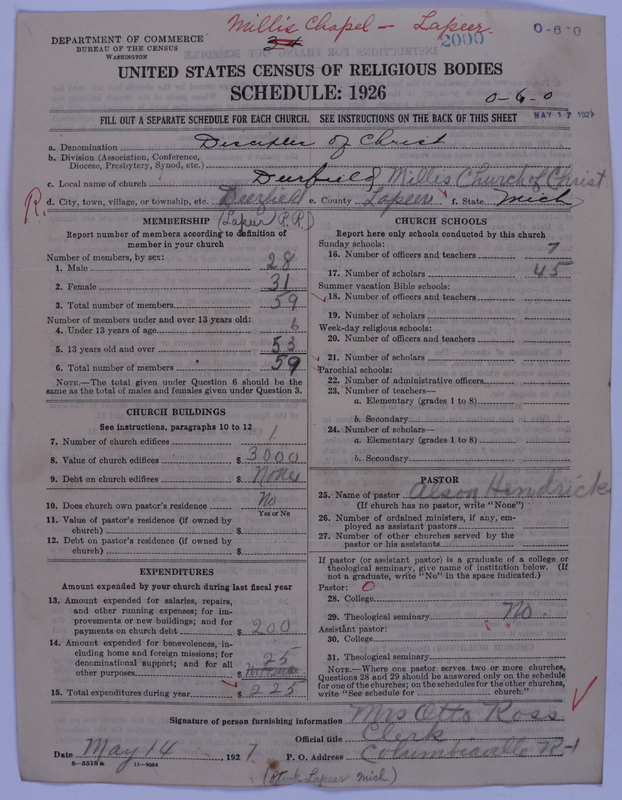 Millis Chapel — Lapeer.
2000
0-6-0
DEPARTMENT OF COMMERCE
BUREAU OF THE CENSUS
WASHINGTON
UNITED STATES CENSUS OF RELIGIOUS BODIES
SCHEDULE: 1926
0-6-0
FILL OUT A SEPARATE SCHEDULE FOR EACH CHURCH. SEE INSTRUCTIONS ON THE BACK OF THIS SHEET
MAY 17 1927
a. Denomination Disciples of Christ
b. Division (Association, Conference, Diocese, Presbytery, Synod, etc.)
c. Local name of church Deerfield Millis Church of Christ
R. d. City, town, village, or township, etc. Deerfield e. County Lapeer f. State Mich
(Lapeer P.R.)
MEMBERSHIP
Report number of members according to definition of
member in your church
Number of members, by sex:
1. Male 28
2. Female 31
3. Total number of members 59
Number of members under and over 13 years old:
4. Under 13 years of age 6
5. 13 years old and over 53
6. Total number of members 59
NOTE.—The total given under Question 6 should be the
same as the total of males and females given under Question 3.
CHURCH BUILDINGS
See instructions, paragraphs 10 to 12
7. Number of church edifices 1
8. Value of church edifices $ 3000
9. Debt on church edifices $ None
10. Does church own pastor's residence No
Yes or No
11. Value of pastor's residence (if owned by
church) $
12. Debt on pastor's residence (if owned by
church) $
EXPENDITURES
Amount expended by your church during last fiscal year
13. Amount expended for salaries, repairs,
and other running expenses; for im-
provements or new buildings; and for
payments on church debt $ 200
14. Amount expended for benevolences, in-
cluding home and foreign missions; for
denominational support; and for all
other purposes $ 25
15. Total expenditures during year $ 225
CHURCH SCHOOLS
Report here only schools conducted by this church
Sunday schools:
16. Number of officers and teachers 7
17. Number of scholars 45
Summer vacation Bible schools:
18. Number of officers and teachers
19. Number of scholars
Week-day religious schools:
20. Number of officers and teachers
21. Number of scholars
Parochial schools:
22. Number of administrative officers
23. Number of teachers—
a. Elementary (grades 1 to 8)
b. Secondary
24. Number of scholars—
a. Elementary (grades 1 to 8)
b. Secondary
PASTOR
25. Name of pastor Alson Hendrick
(If church has no pastor, write "None")
26. Number of ordained ministers, if any, em-
ployed as assistant pastors
27. Number of other churches served by the
pastor or his assistants
If pastor (or assistant pastor) is a graduate of a college or
theological seminary, give name of institution below. (If
not a graduate, write "No" in the space indicated.)
Pastor: 0
28. College
29. Theological seminary No.
Assistant pastor:
30. College
31. Theological seminary
NOTE.—Where one pastor serves two or more churches,
Questions 28 and 29 should be answered only on the schedule
for one of the churches; on the schedules for the other churches,
write "See schedule for church."
Signature of person furnishing information Mrs Otto Ross
Official title Clerk
Date May 14, 1927 P. O. Address Columbiaville R-1
8—5518 a 11—9034